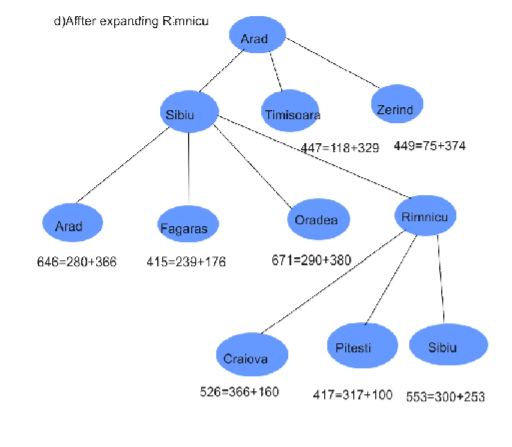 d)Affter expanding Rimnicu
Arad
Sibiu
Timisoara
Zerind
447=118+329
449=75+374
Arad
Fagaras
Oradea
Rimnicu
646=280+366
415=239+176
671=290+380
Craiova
Pitesti
Sibiu
526=366+160
417=317+100
553=300+253